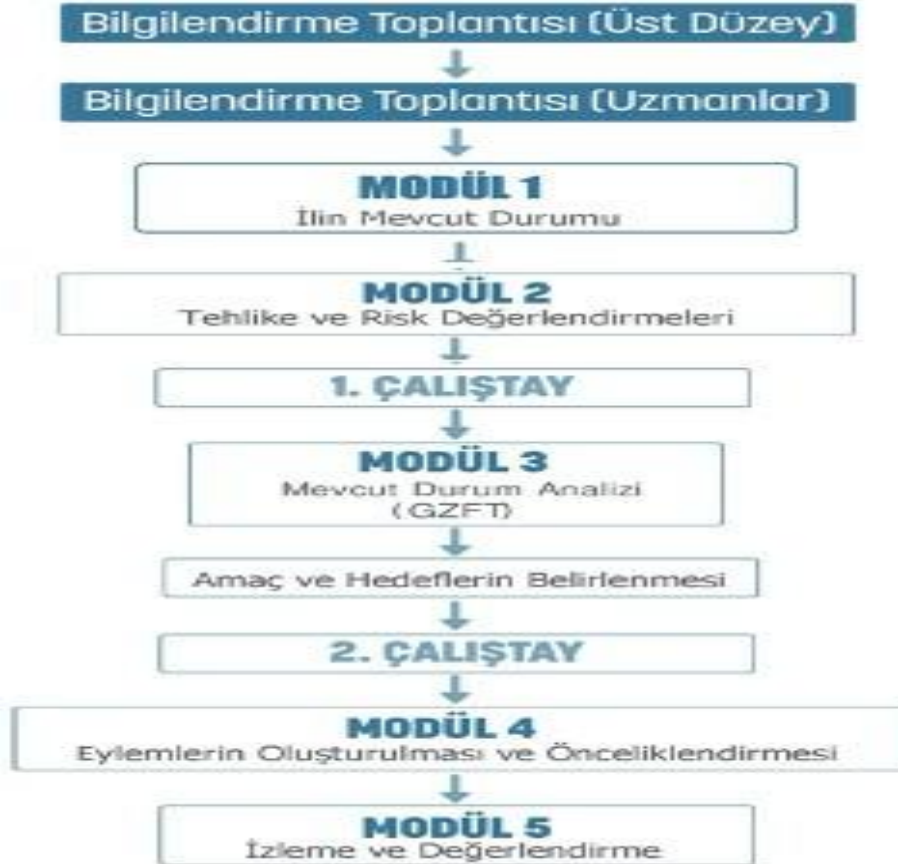 Bilgilendirme Toplantısı (Üst Düzey)
Bilgilendirme Toplantısı (Uzmanlar)
MODÜL 1
İlin Mevcut Durumu
MODÜL 2
Tehlike ve Risk Değerlendirmeleri
1. ÇALIŞTAY
MODÜL 3
Mevcut Durum Analizi
(GZFT)
Amaç ve Hedeflerin Belirlenmesi
2. ÇALIŞTAY
MODÜL 4
Eylemlerin Oluşturulması ve Önceliklendirmesi
MODÜL 5
İzleme ve Değerlendirme